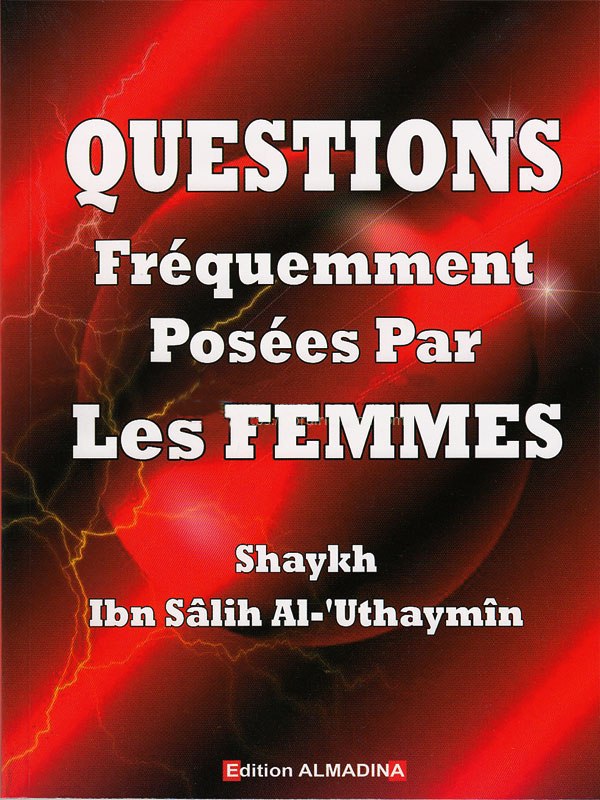 QUESTIONS
Fréquemment
Posées Par
Les FEMMES
Shaykh
Ibn Sâlih Al-'Uthaymîn
Edition ALMADINA